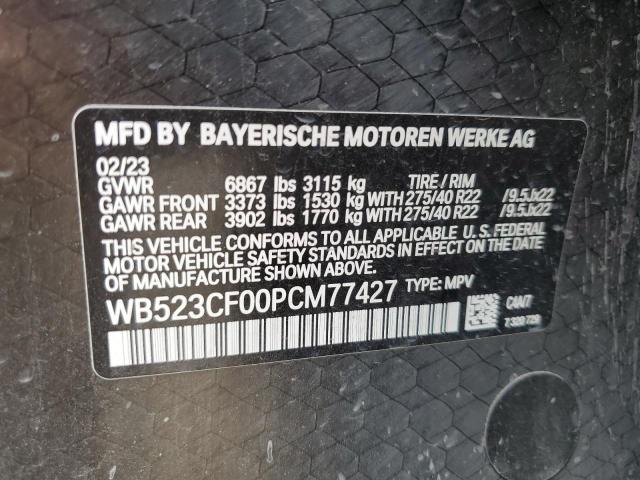 MFD BY BAYERISCHE MOTOREN WERKE AG
02/23
GVWR 6867 lbs 3115 kg TIRE / RIM
GAWR FRONT 3373 lbs 1530 kg WITH 275/40 R22 /9.5Jx22
GAWR REAR 3902 lbs 1770 kg WITH 275/40 R22 /9.5Jx22
THIS VEHICLE CONFORMS TO ALL APPLICABLE U. S. FEDERAL
MOTOR VEHICLE SAFETY STANDARDS IN EFFECT ON THE DATE
OF MANUFACTURE SHOWN ABOVE.
WB523CF00PCM77427 TYPE: MPV
CAN7